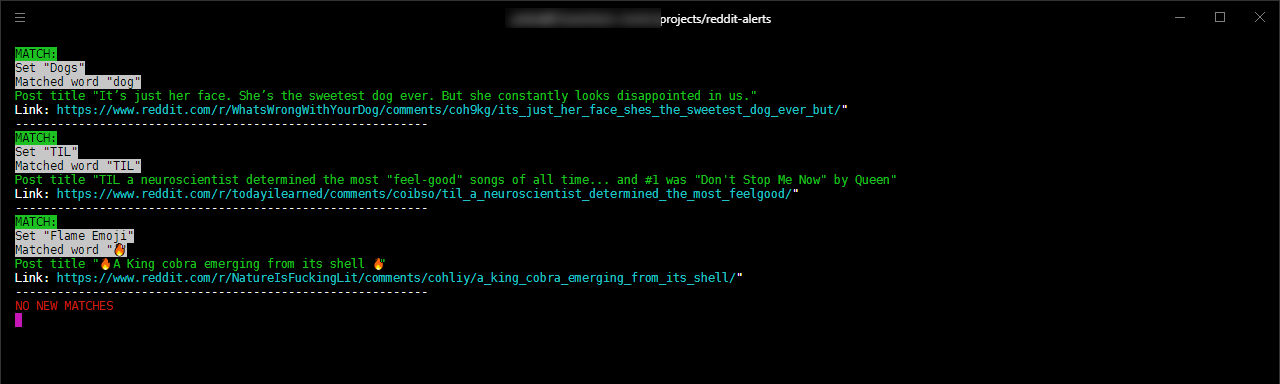 projects/reddit-alerts
MATCH:
Set "Dogs"
Matched word "dog"
Post title "It’s just her face. She’s the sweetest dog ever. But she constantly looks disappointed in us."
Link: https://www.reddit.com/r/WhatsWrongWithYourDog/comments/coh9kg/its_just_her_face_shes_the_sweetest_dog_ever_but/"
-----------------------------------------------------------
MATCH:
Set "TIL"
Matched word "TIL"
Post title "TIL a neuroscientist determined the most "feel-good" songs of all time... and #1 was "Don't Stop Me Now" by Queen"
Link: https://www.reddit.com/r/todayilearned/comments/coibso/til_a_neuroscientist_determined_the_most_feelgood/"
-----------------------------------------------------------
MATCH:
Set "Flame Emoji"
Matched word "🔥
Post title "🔥A King cobra emerging from its shell 🔥"
Link: https://www.reddit.com/r/NatureIsFuckingLit/comments/cohliy/a_king_cobra_emerging_from_its_shell/"
-----------------------------------------------------------
NO NEW MATCHES